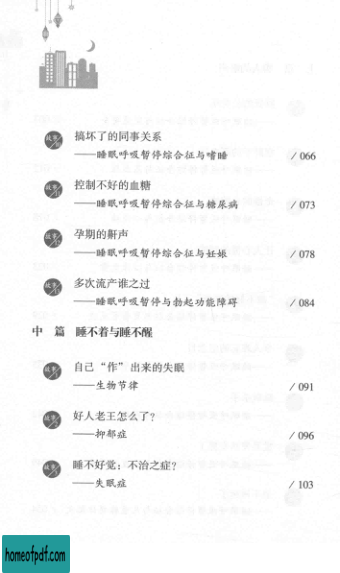 故事
搞坏了的同事关系
——睡眠呼吸暂停综合征与嗜睡 / 066
故事
控制不好的血糖
——睡眠呼吸暂停综合征与糖尿病 / 073
故事
孕期的鼾声
——睡眠呼吸暂停综合征与妊娠 / 078
故事
多次流产谁之过
——睡眠呼吸暂停与勃起功能障碍 / 084
中 篇 睡不着与睡不醒
故事
自己“作”出来的失眠
——生物节律 / 091
故事
好人老王怎么了?
——抑郁症 / 096
故事
睡不好觉:不治之症?
——失眠症 / 103
homeofpdf.com